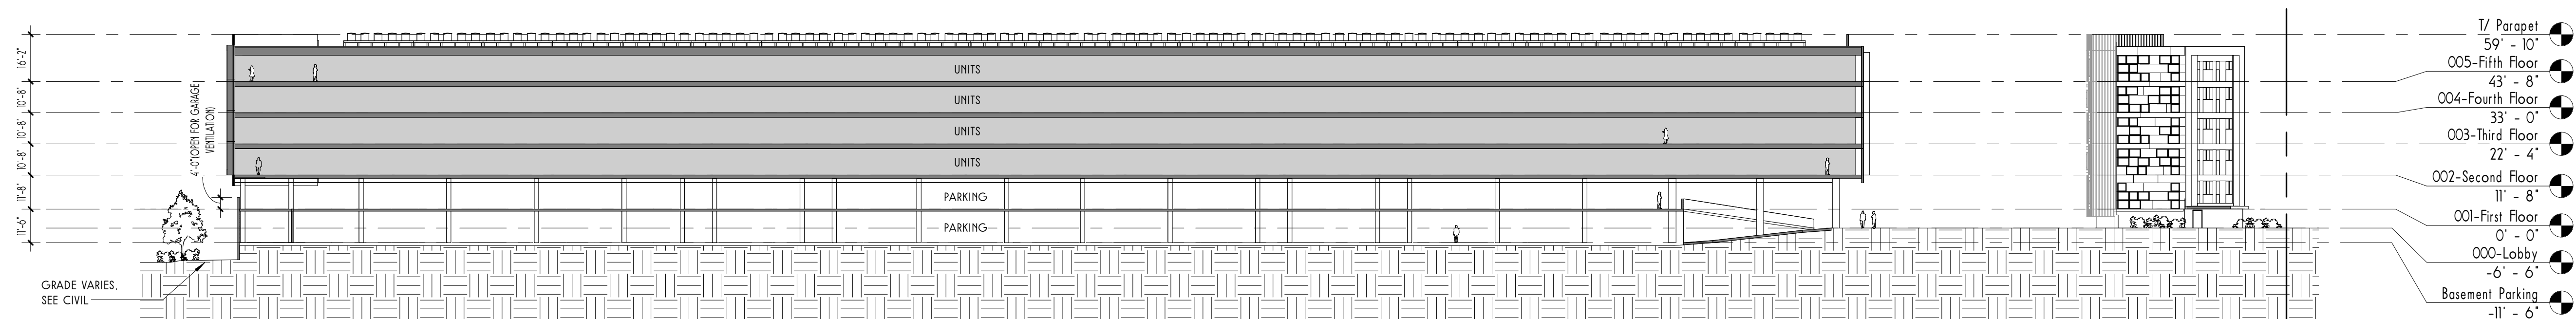 16'-2"
10'-8"
10'-8"
10'-8"
11'-8"
11'-6"
4'-0"(OPEN FOR GARAGE
VENTILATION)
GRADE VARIES.
SEE CIVIL
UNITS
UNITS
UNITS
UNITS
PARKING
PARKING
T/ Parapet
59' - 10"
005-Fifth Floor
43' - 8"
004-Fourth Floor
33' - 0"
003-Third Floor
22' - 4"
002-Second Floor
11' - 8"
001-First Floor
0' - 0"
000-Lobby
-6' - 6"
Basement Parking
-11' - 6"